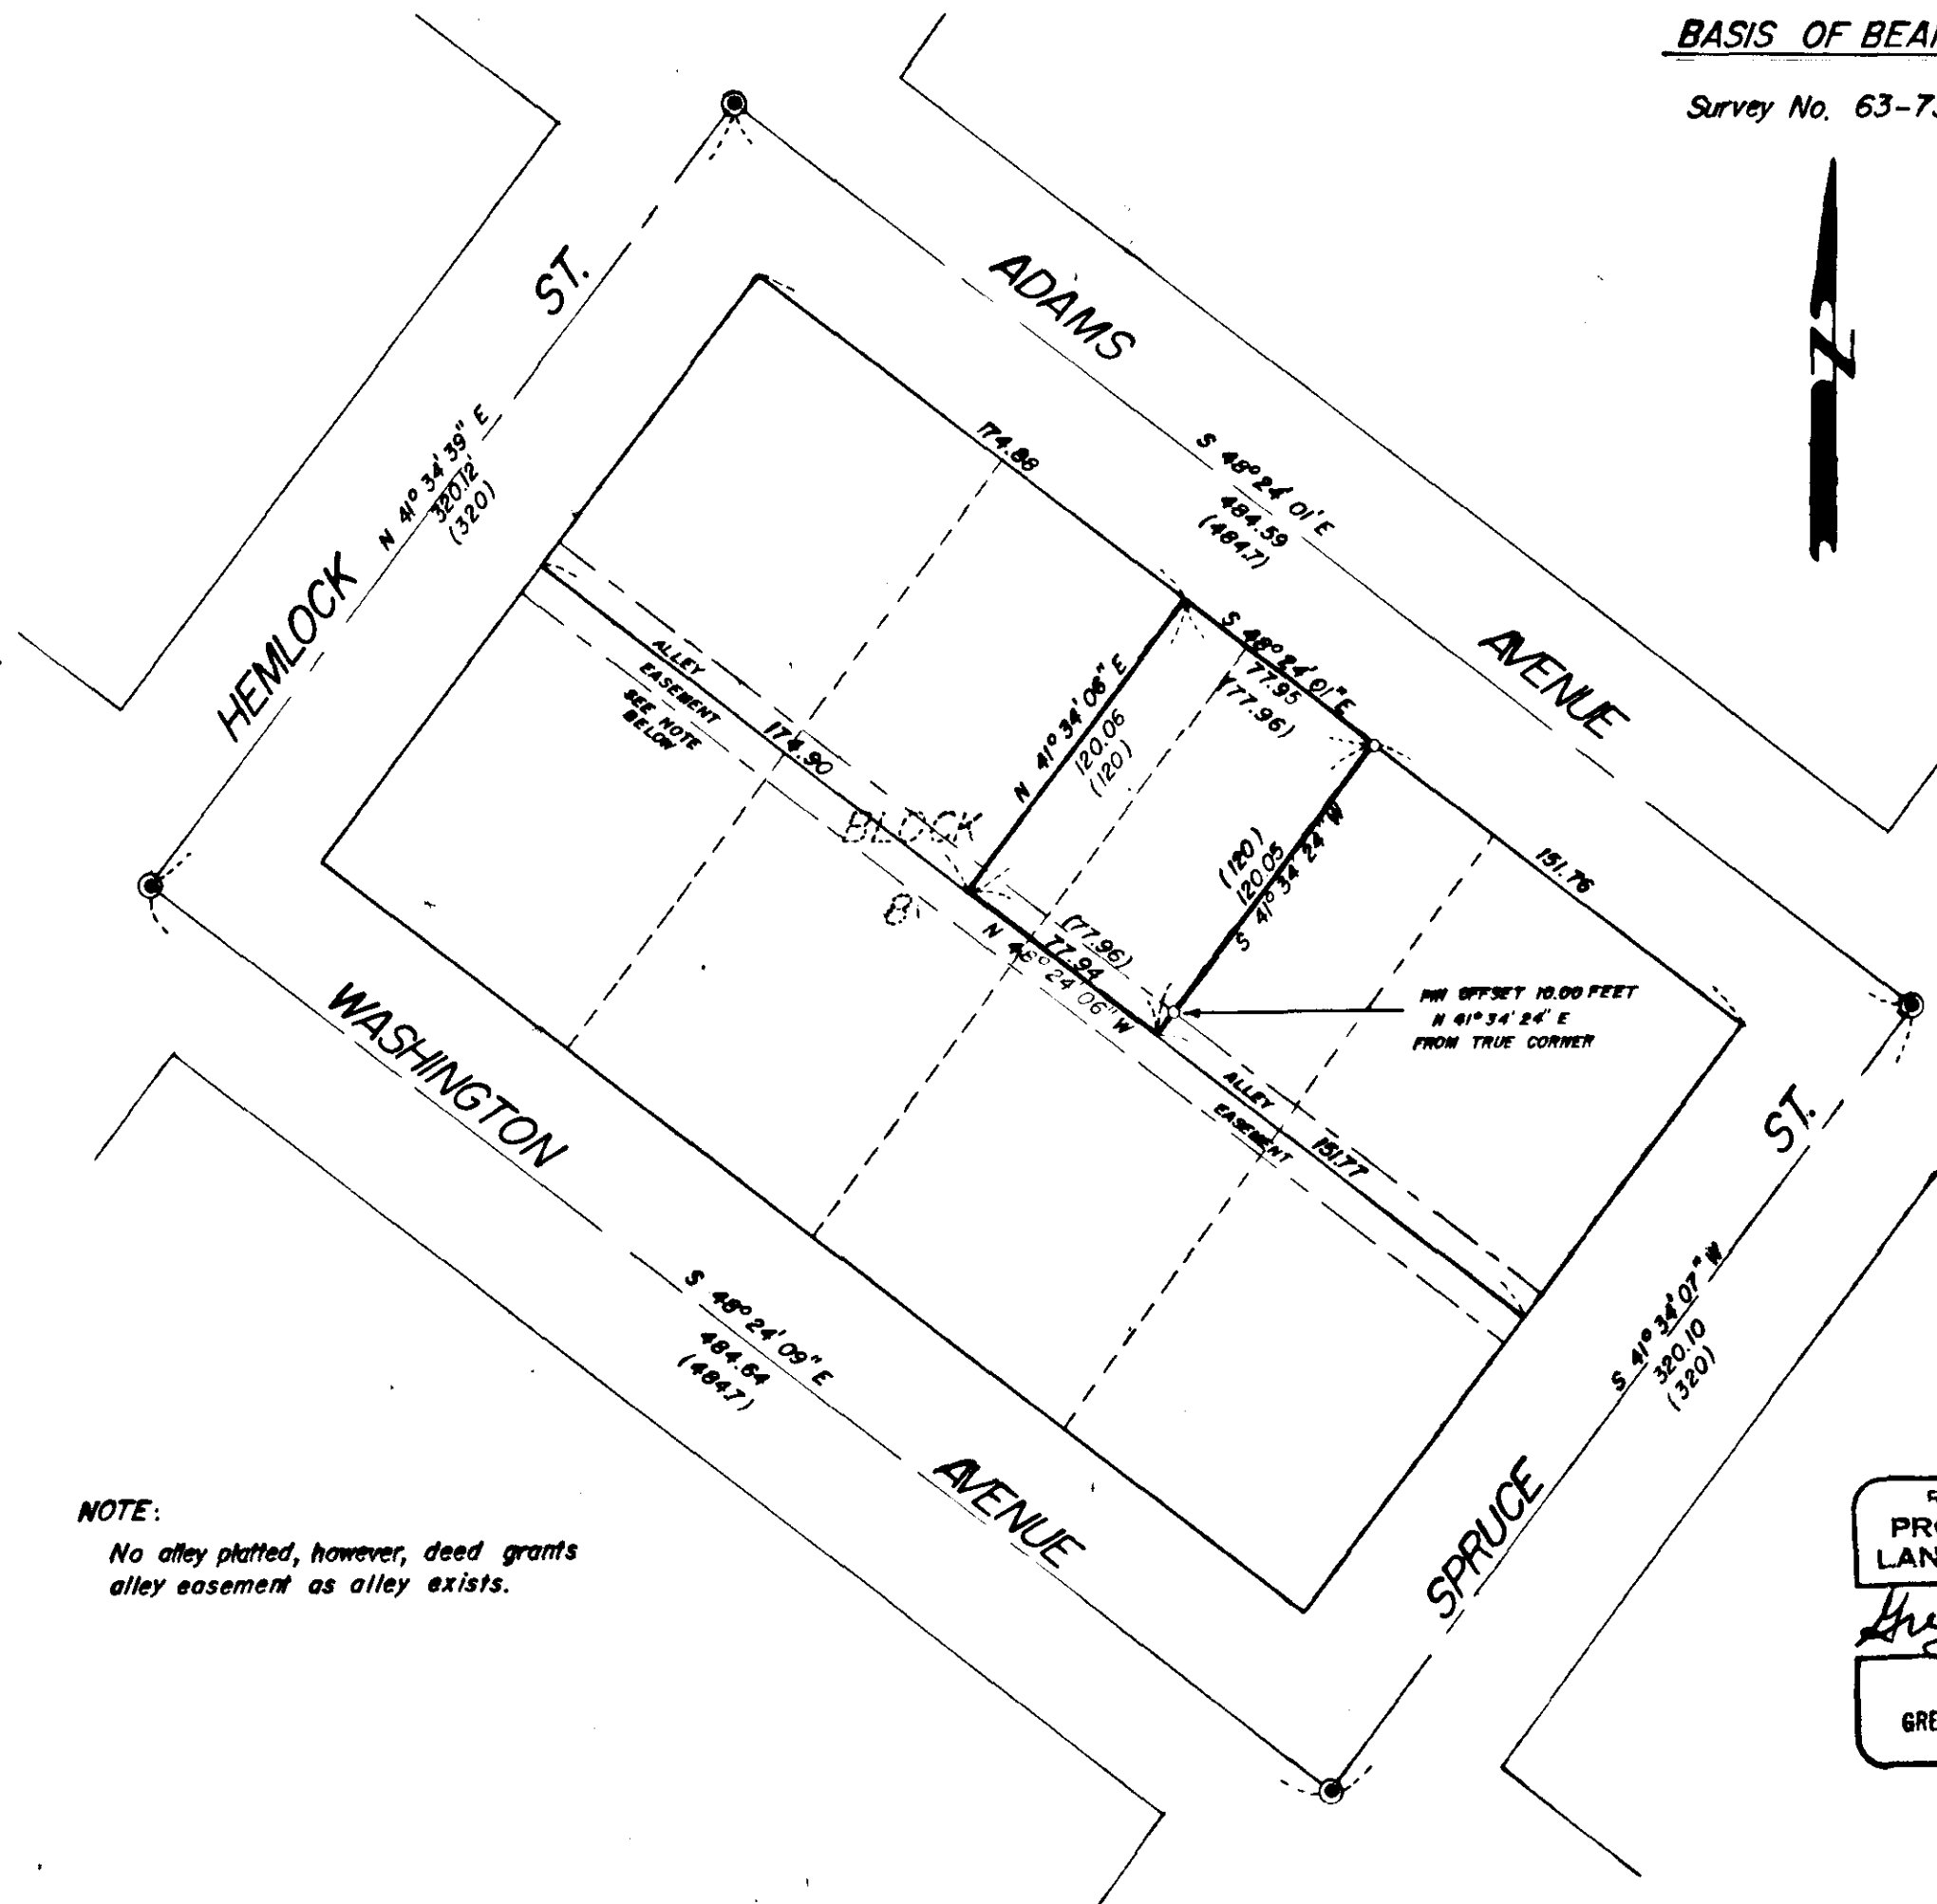 BASIS OF
Survey No. 63-73
ADAMS
AVENUE
HEMLOCK
ST.
N 41° 34' 39" E
320.12'
(320)
S 48° 24' 01" E
484.59
(484.7)
174.88
S 48° 24' 01" E
77.95
(77.96)
N 41° 34' 06" E
120.06
(120)
(120)
120.05
S 41° 34' 24" W
151.76
ALLEY
EASEMENT
SEE NOTE
BELOW
174.90
BLOCK
8
(77.96)
77.94
N 48° 24' 06" W
PIN OFFSET 10.00 FEET
N 41° 34' 24" E
FROM TRUE CORNER
ALLEY
EASEMENT
151.77
WASHINGTON
AVENUE
S 48° 24' 09" E
484.64
(484.7)
SPRUCE
ST.
S 41° 34' 07" W
320.10
(320)
NOTE:
No alley platted, however, deed grants
alley easement as alley exists.